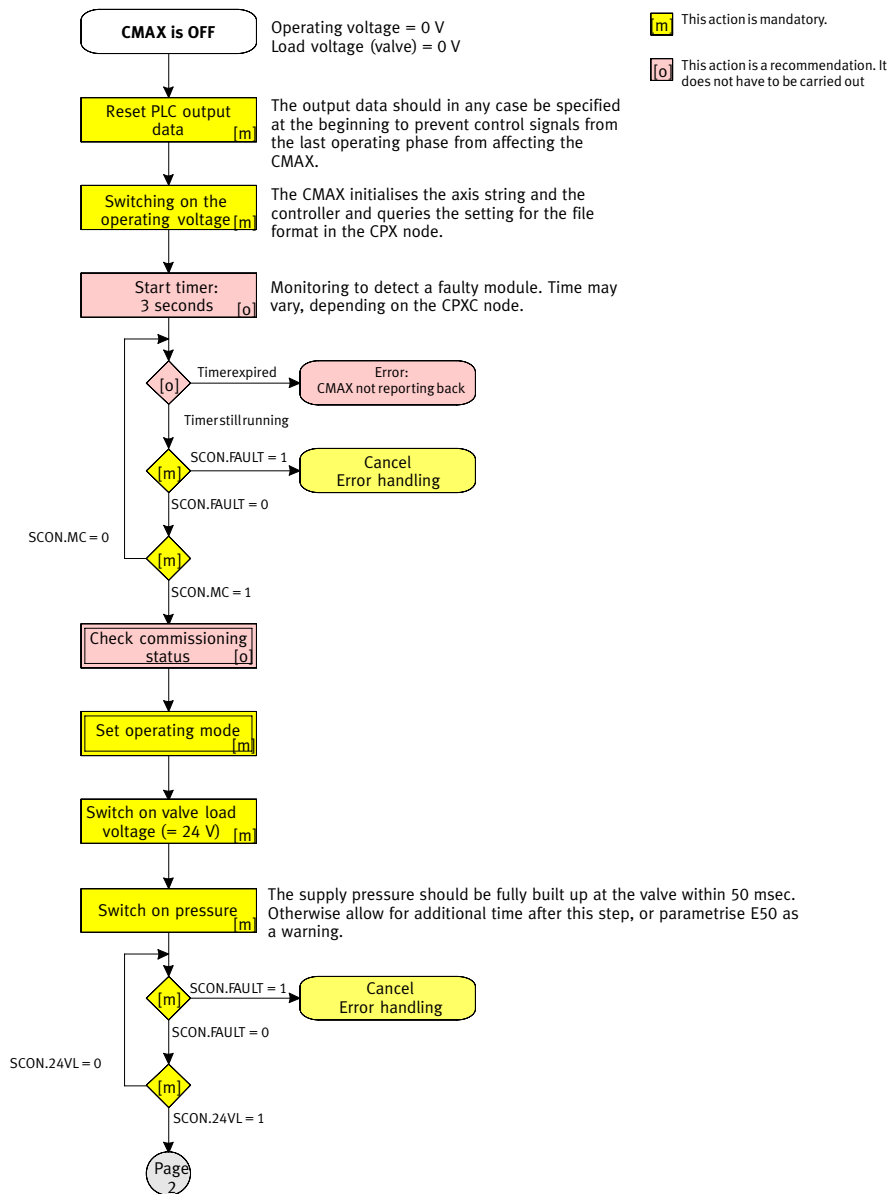 CMAX is OFF
Operating voltage = 0 V
Load voltage (valve) = 0 V
[m]
This action is mandatory.
[o]
This action is a recommendation. It
does not have to be carried out
Reset PLC output
data
[m]
The output data should in any case be specified
at the beginning to prevent control signals from
the last operating phase from affecting the
CMAX.
Switching on the
operating voltage
[m]
The CMAX initialises the axis string and the
controller and queries the setting for the file
format in the CPX node.
Start timer:
3 seconds
[o]
Monitoring to detect a faulty module. Time may
vary, depending on the CPXC node.
[o]
Timer expired
Error:
CMAX not reporting back
Timer still running
[m]
SCON.FAULT = 1
Cancel
Error handling
SCON.FAULT = 0
SCON.MC = 0
[m]
SCON.MC = 1
Check commissioning
status
[o]
Set operating mode
[m]
Switch on valve load
voltage (= 24 V)
[m]
Switch on pressure
[m]
The supply pressure should be fully built up at the valve within 50 msec.
Otherwise allow for additional time after this step, or parametrise E50 as
a warning.
[m]
SCON.FAULT = 1
Cancel
Error handling
SCON.FAULT = 0
SCON.24VL = 0
[m]
SCON.24VL = 1
Page
2